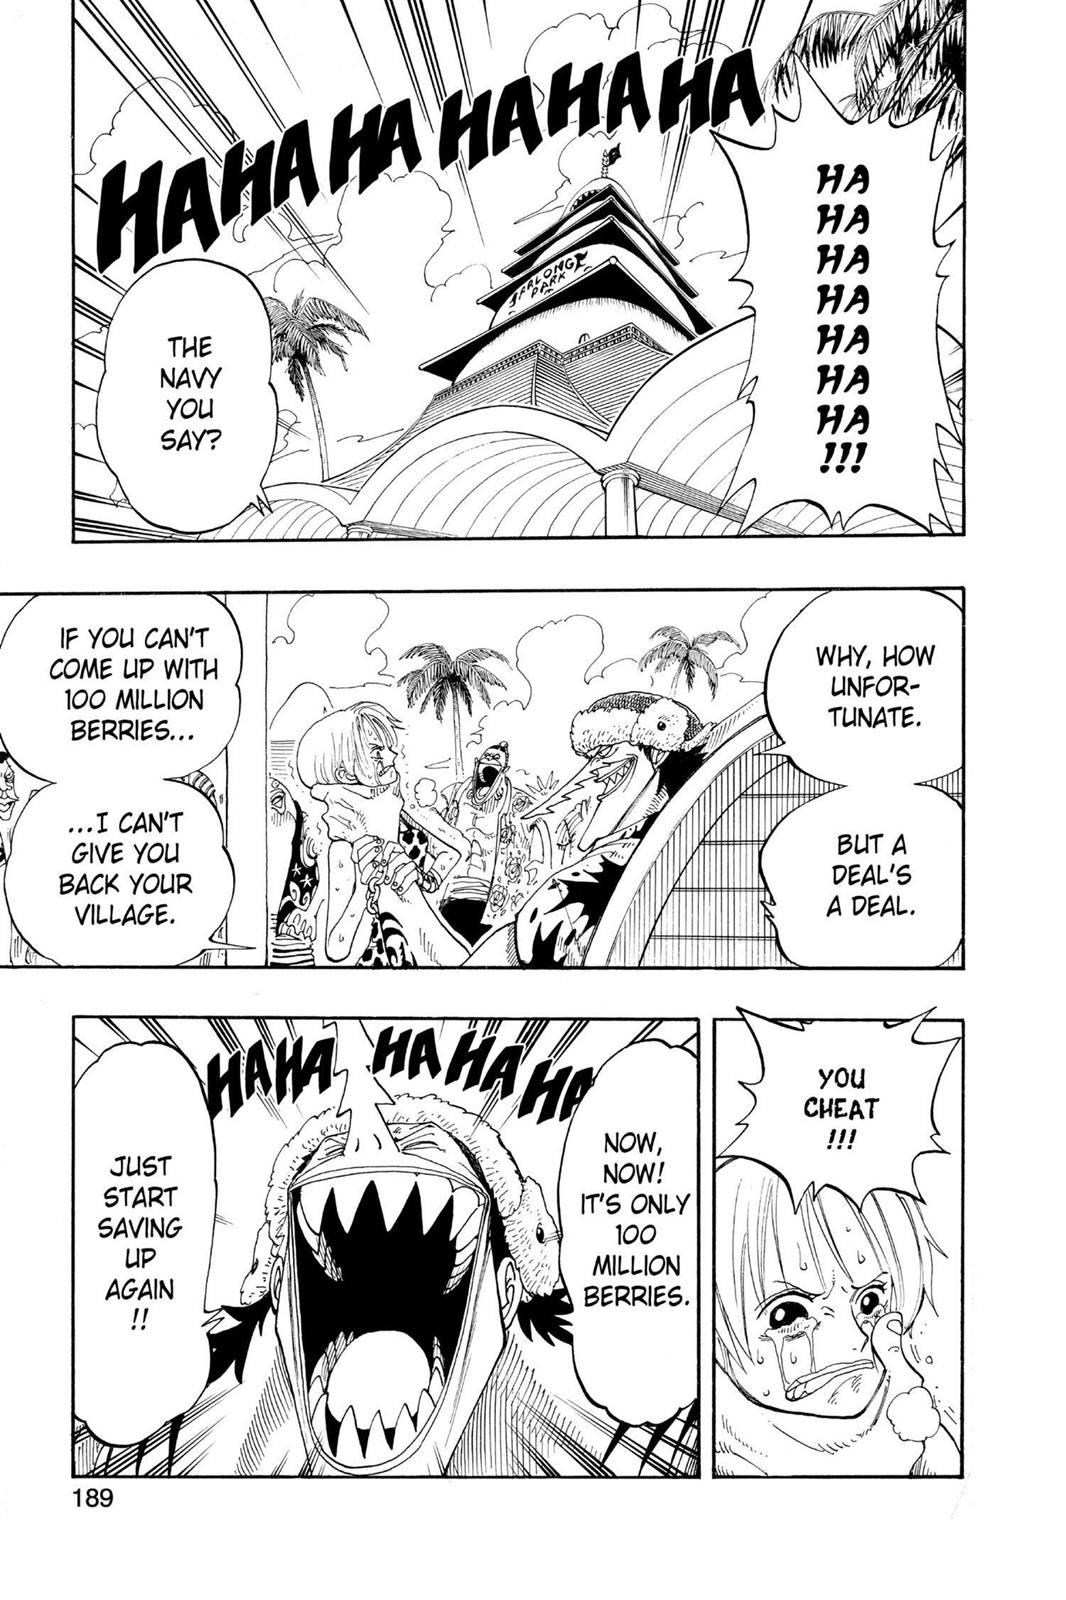 HAHAHAHAHAHAHA
HA
HA
HA
HA
HA
HA
HA
!!!
ARLONG
PARK
THE
NAVY
YOU
SAY?
WHY, HOW
UNFOR-
TUNATE.
BUT A
DEAL'S
A DEAL.
IF YOU CAN'T
COME UP WITH
100 MILLION
BERRIES...
...I CAN'T
GIVE YOU
BACK YOUR
VILLAGE.
YOU
CHEAT
!!!
HAHA HAHAHA
NOW,
NOW!
IT'S ONLY
100
MILLION
BERRIES.
JUST
START
SAVING
UP
AGAIN
!!
189